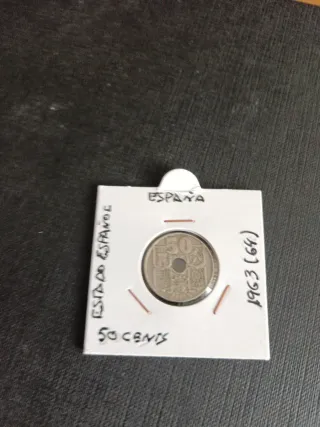 ESPAÑA
ESTADO ESPAÑOL
50 CENTS
1963 (64)
50